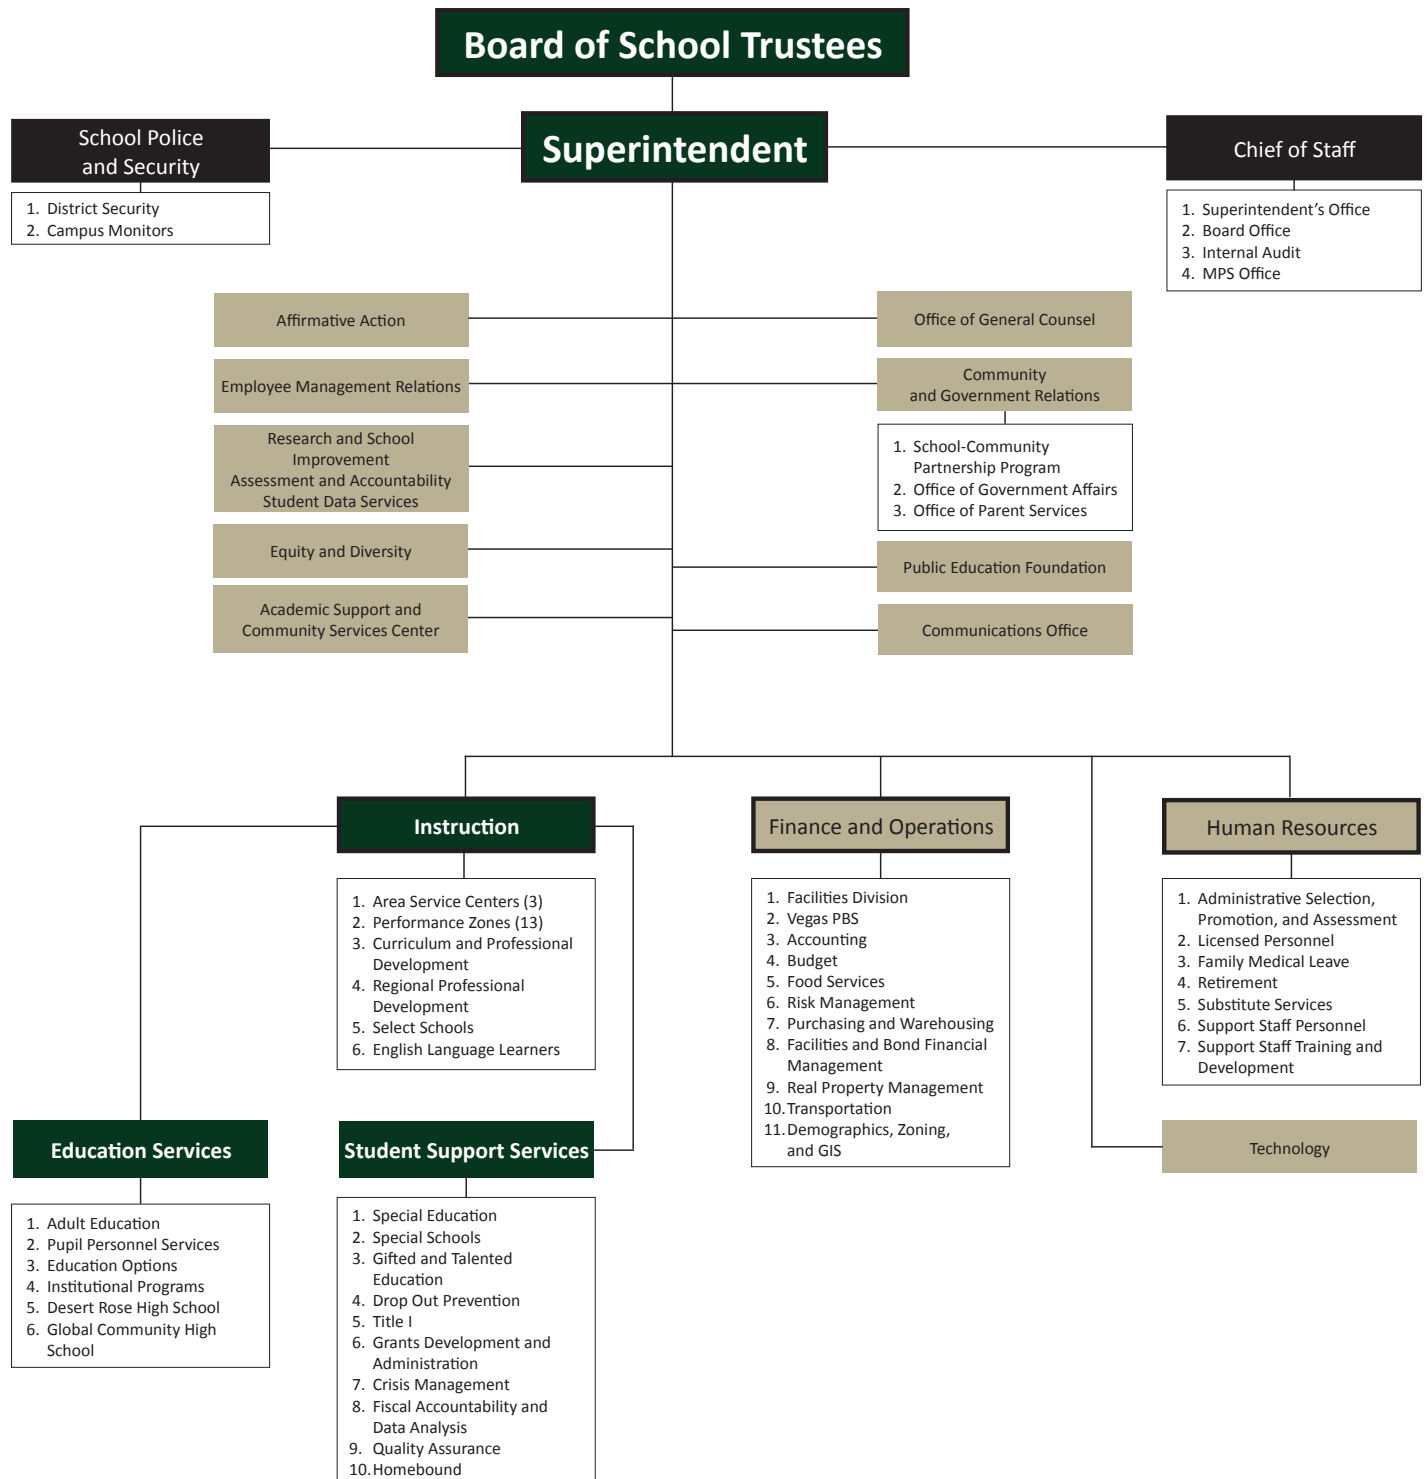 Board of School Trustees
School Police
and Security
Superintendent
Chief of Staff
1. District Security
2. Campus Monitors
1. Superintendent's Office
2. Board Office
3. Internal Audit
4. MPS Office
Affirmative Action
Office of General Counsel
Employee Management Relations
Community
and Government Relations
Research and School
Improvement
Assessment and Accountability
Student Data Services
1. School-Community
Partnership Program
2. Office of Government Affairs
3. Office of Parent Services
Equity and Diversity
Public Education Foundation
Academic Support and
Community Services Center
Communications Office
Instruction
Finance and Operations
Human Resources
1. Area Service Centers (3)
2. Performance Zones (13)
3. Curriculum and Professional
Development
4. Regional Professional
Development
5. Select Schools
6. English Language Learners
1. Facilities Division
2. Vegas PBS
3. Accounting
4. Budget
5. Food Services
6. Risk Management
7. Purchasing and Warehousing
8. Facilities and Bond Financial
Management
9. Real Property Management
10. Transportation
11. Demographics, Zoning,
and GIS
1. Administrative Selection,
Promotion, and Assessment
2. Licensed Personnel
3. Family Medical Leave
4. Retirement
5. Substitute Services
6. Support Staff Personnel
7. Support Staff Training and
Development
Education Services
Student Support Services
Technology
1. Adult Education
2. Pupil Personnel Services
3. Education Options
4. Institutional Programs
5. Desert Rose High School
6. Global Community High
School
1. Special Education
2. Special Schools
3. Gifted and Talented
Education
4. Drop Out Prevention
5. Title I
6. Grants Development and
Administration
7. Crisis Management
8. Fiscal Accountability and
Data Analysis
9. Quality Assurance
10. Homebound